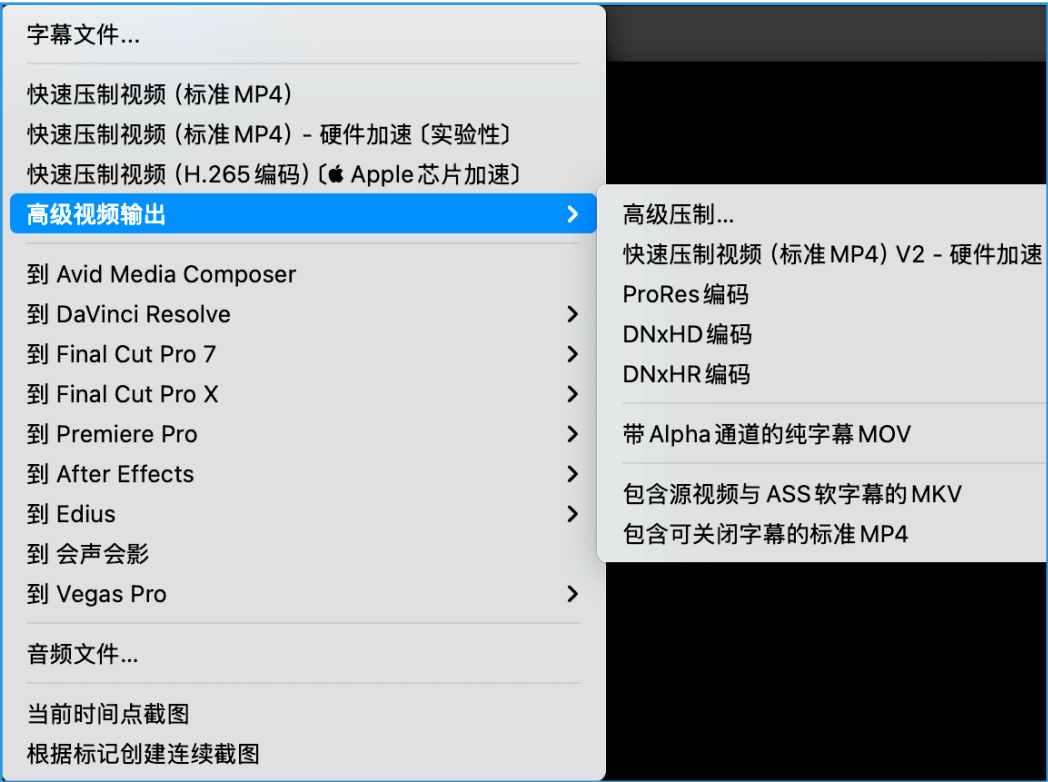 字幕文件...
快速压制视频（标准MP4）
快速压制视频（标准MP4）- 硬件加速〔实验性〕
快速压制视频（H.265编码）〔 Apple芯片加速〕
高级视频输出
到 Avid Media Composer
到 DaVinci Resolve
到 Final Cut Pro 7
到 Final Cut Pro X
到 Premiere Pro
到 After Effects
到 Edius
到 会声会影
到 Vegas Pro
音频文件...
当前时间点截图
根据标记创建连续截图
高级压制...
快速压制视频（标准MP4）V2 - 硬件加速
ProRes编码
DNxHD编码
DNxHR编码
带Alpha通道的纯字幕MOV
包含源视频与ASS软字幕的MKV
包含可关闭字幕的标准MP4